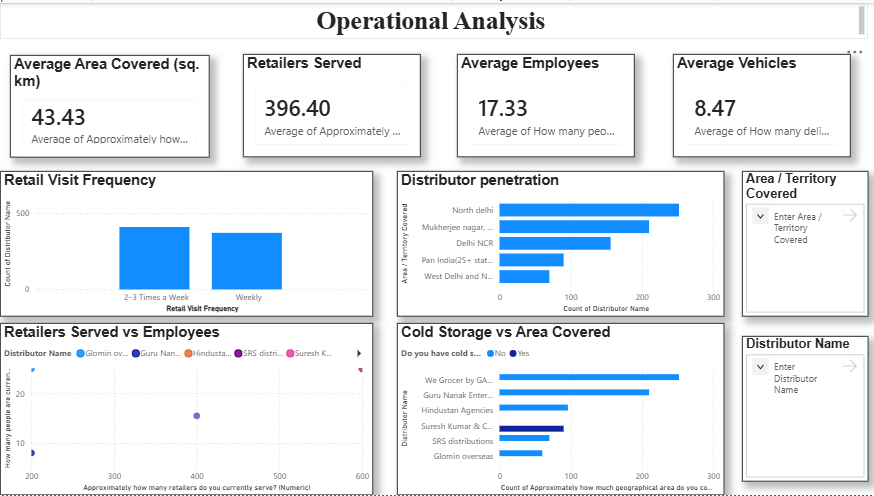 Operational Analysis
Average Area Covered (sq.
km)
43.43
Average of Approximately how...
Retailers Served
396.40
Average of Approximately ...
Average Employees
17.33
Average of How many peo...
Average Vehicles
8.47
Average of How many deli...
Retail Visit Frequency
Count of Distributor Name
500
0
2–3 Times a Week
Weekly
Retail Visit Frequency
Distributor penetration
Area / Territory Covered
North delhi
Mukherjee nagar, ...
Delhi NCR
Pan India(25+ stat...
West Delhi and N...
0 100 200 300
Count of Distributor Name
Area / Territory
Covered
Enter Area /
Territory
Covered
Retailers Served vs Employees
Distributor Name Glomin ov... Guru Nan... Hindusta... SRS distri... Suresh K...
How many people are curren...
20
10
200 300 400 500 600
Approximately how many retailers do you currently serve? (Numeric)
Cold Storage vs Area Covered
Do you have cold s... No Yes
Distributor Name
We Grocer by GA...
Guru Nanak Enter...
Hindustan Agencies
Suresh Kumar & C...
SRS distributions
Glomin overseas
0 100 200 300
Count of Approximately how much geographical area do you co...
Distributor Name
Enter
Distributor
Name